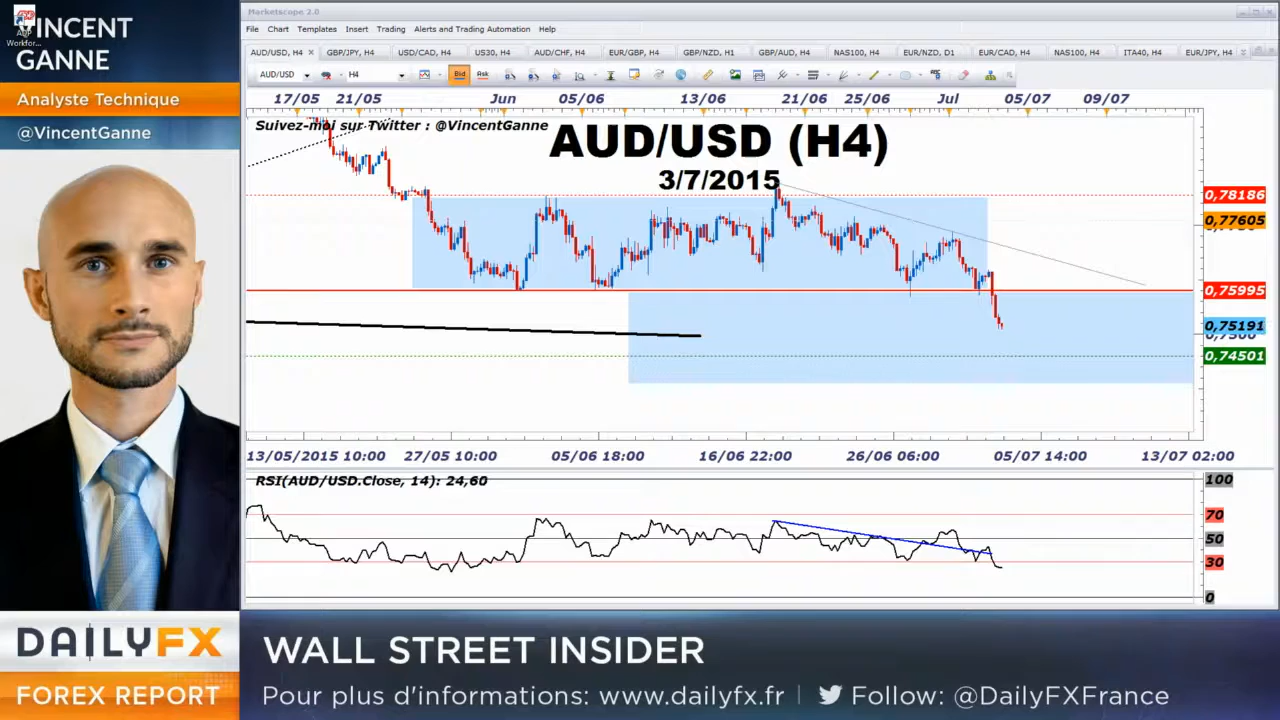 VINCENT
GANNE
Analyste Technique
@VincentGanne
Marketscope 2.0
File Chart Templates Insert Trading Alerts and Trading Automation Help
AUD/USD, H4 GBP/JPY, H4 USD/CAD, H4 US30, H4 AUD/CHF, H4 EUR/GBP, H4 GBP/NZD, H1 GBP/AUD, H4 NAS100, H4 EUR/NZD, D1 EUR/CAD, H4 NAS100, H4 ITA40, H4 EUR/JPY, H4
AUD/USD H4 Bid Ask
17/05 21/05 Jun 05/06 13/06 21/06 25/06 Jul 05/07 09/07
Suivez-moi sur Twitter : @VincentGanne
AUD/USD (H4)
3/7/2015
0,78186
0,77605
0,75995
0,75191
0,7500
0,74501
13/05/2015 10:00 27/05 10:00 05/06 18:00 16/06 22:00 26/06 06:00 05/07 14:00 13/07 02:00
RSI(AUD/USD.Close, 14): 24,60
100
70
50
30
0
DAILYFX
FOREX REPORT
WALL STREET INSIDER
Pour plus d'informations: www.dailyfx.fr | Follow: @DailyFXFrance